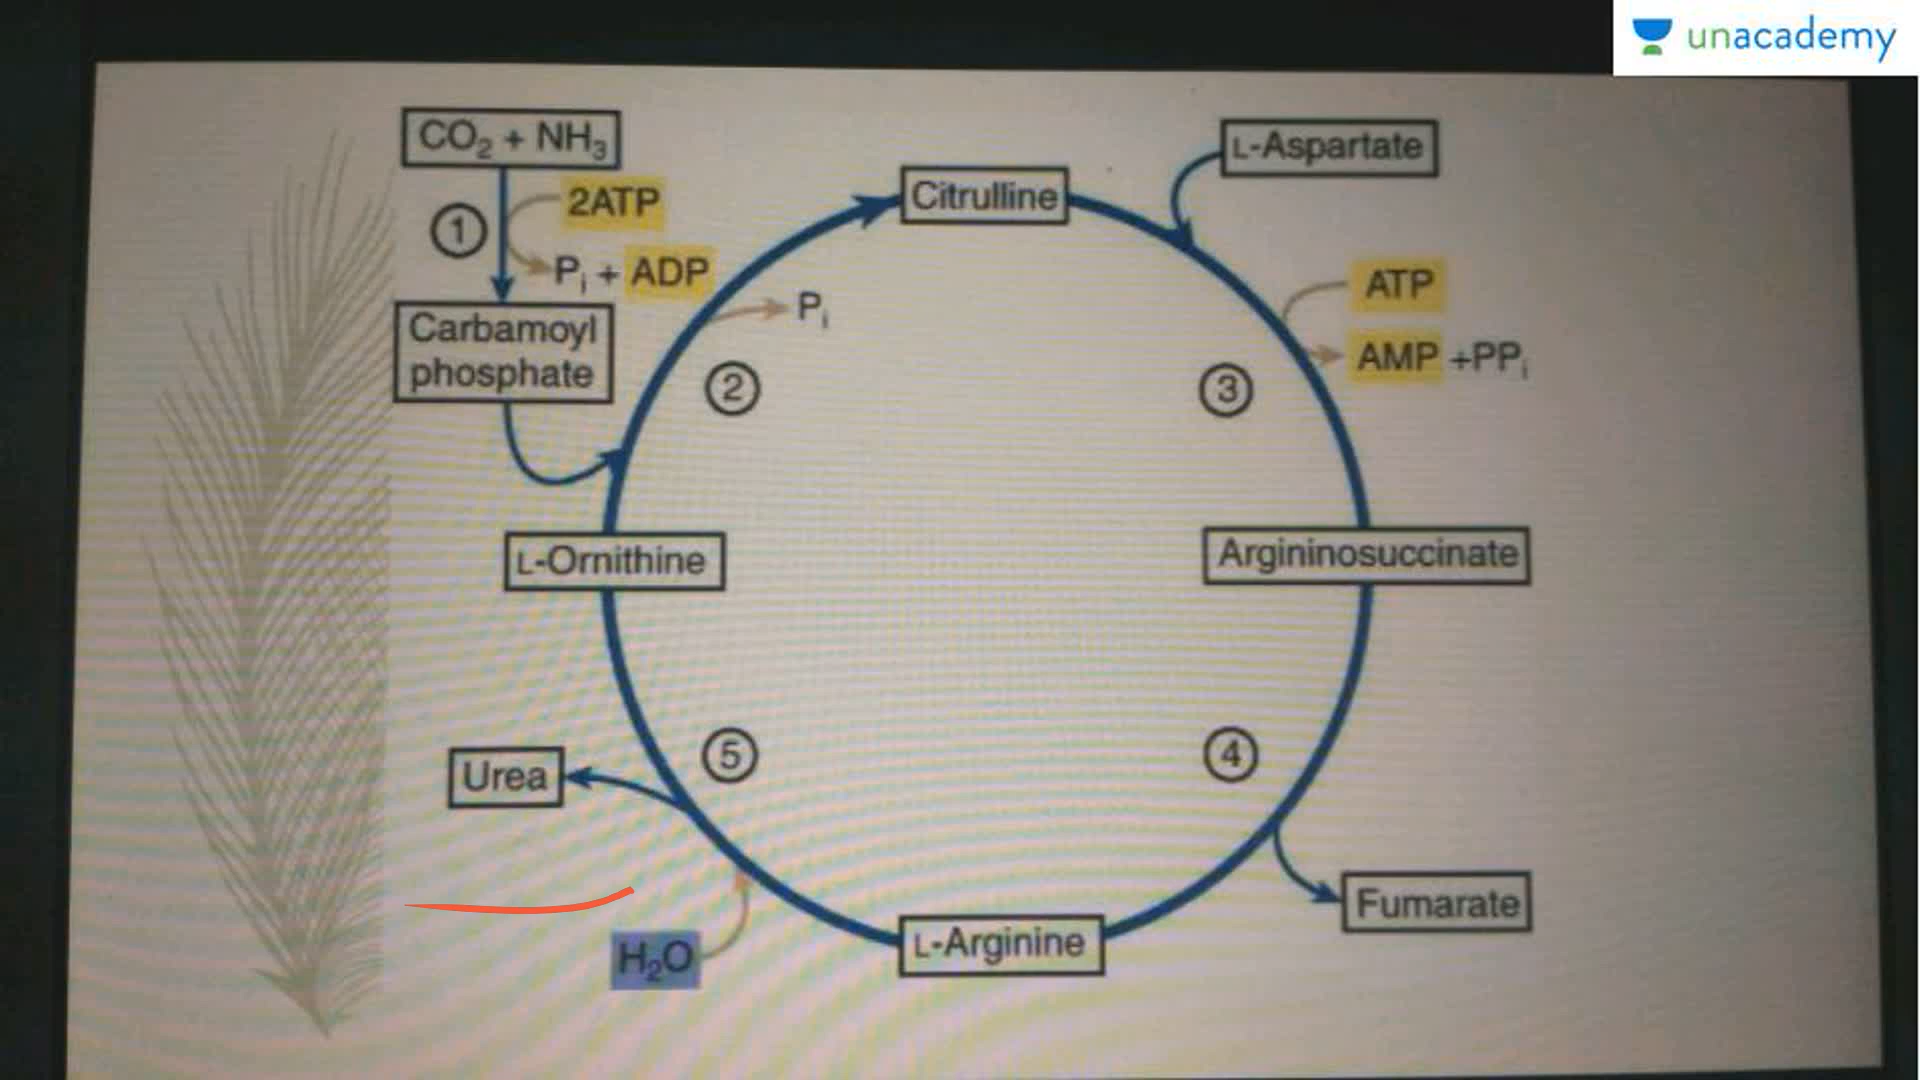 unacademy
CO₂ + NH₃
2ATP
1
Pᵢ + ADP
Carbamoyl
phosphate
Pᵢ
2
Citrulline
L-Aspartate
ATP
AMP +PPᵢ
3
L-Ornithine
Argininosuccinate
5
4
Urea
H₂O
L-Arginine
Fumarate